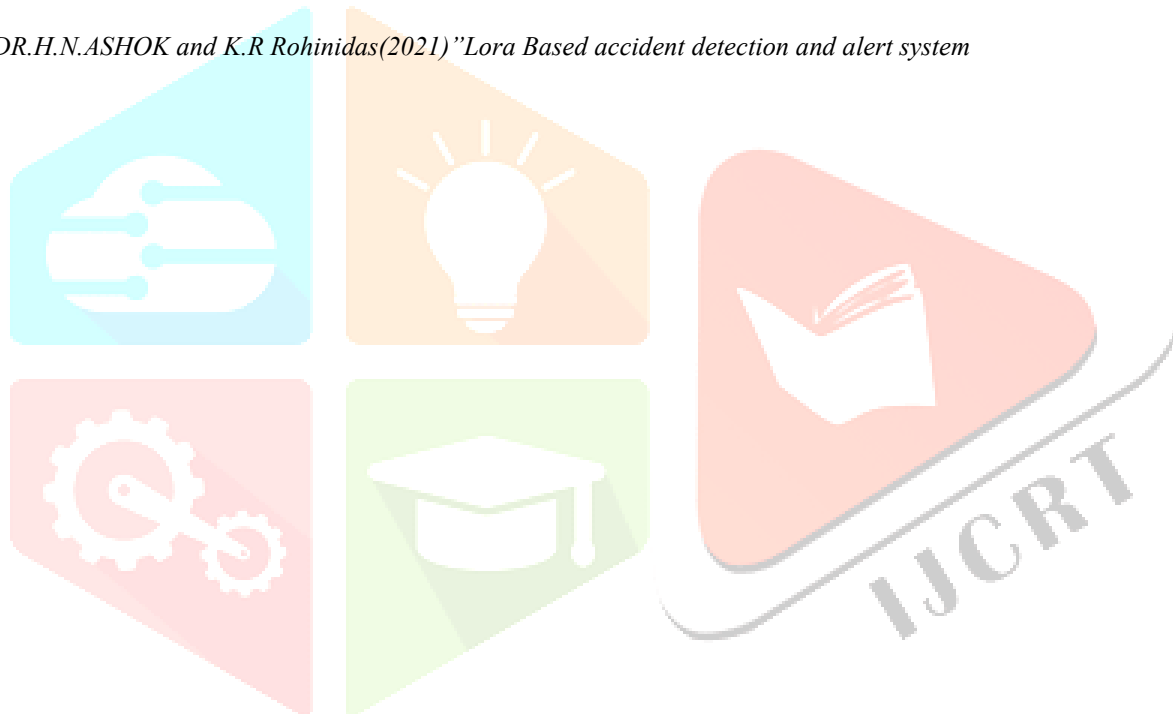 DR.H.N.ASHOK and K.R Rohinidas(2021)”Lora Based accident detection and alert system
IJCRT